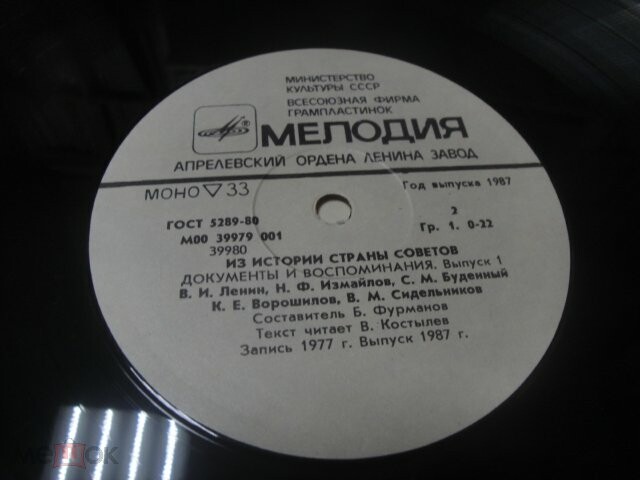 МИНИСТЕРСТВО
КУЛЬТУРЫ СССР
ВСЕСОЮЗНАЯ ФИРМА
ГРАМПЛАСТИНОК
МЕЛОДИЯ
АПРЕЛЕВСКИЙ ОРДЕНА ЛЕНИНА ЗАВОД
МОНО ▽ 33
Год выпуска 1987
ГОСТ 5289-80
2
М00 39979 001
Гр. 1. 0-22
39980
ИЗ ИСТОРИИ СТРАНЫ СОВЕТОВ
ДОКУМЕНТЫ И ВОСПОМИНАНИЯ. Выпуск 1
В. И. Ленин, Н. Ф. Измайлов, С. М. Буденный
К. Е. Ворошилов, В. М. Сидельников
Составитель Б. Фурманов
Текст читает В. Костылев
Запись 1977 г. Выпуск 1987 г.
мешок